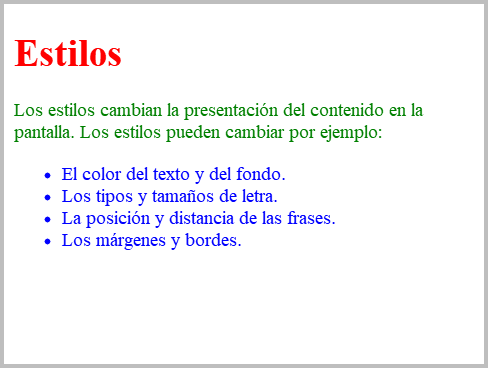 Estilos
Los estilos cambian la presentación del contenido en la
pantalla. Los estilos pueden cambiar por ejemplo:
• El color del texto y del fondo.
• Los tipos y tamaños de letra.
• La posición y distancia de las frases.
• Los márgenes y bordes.